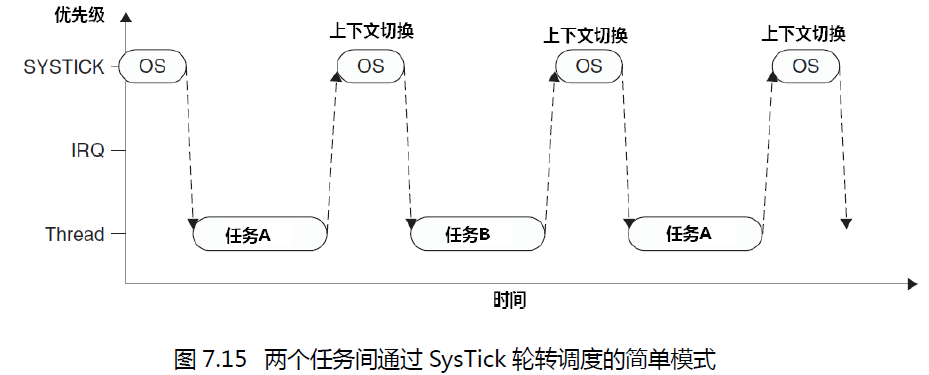 优先级
上下文切换
上下文切换
上下文切换
SYSTICK
OS
OS
OS
OS
IRQ
Thread
任务A
任务B
任务A
时间
图 7.15 两个任务间通过 SysTick 轮转调度的简单模式